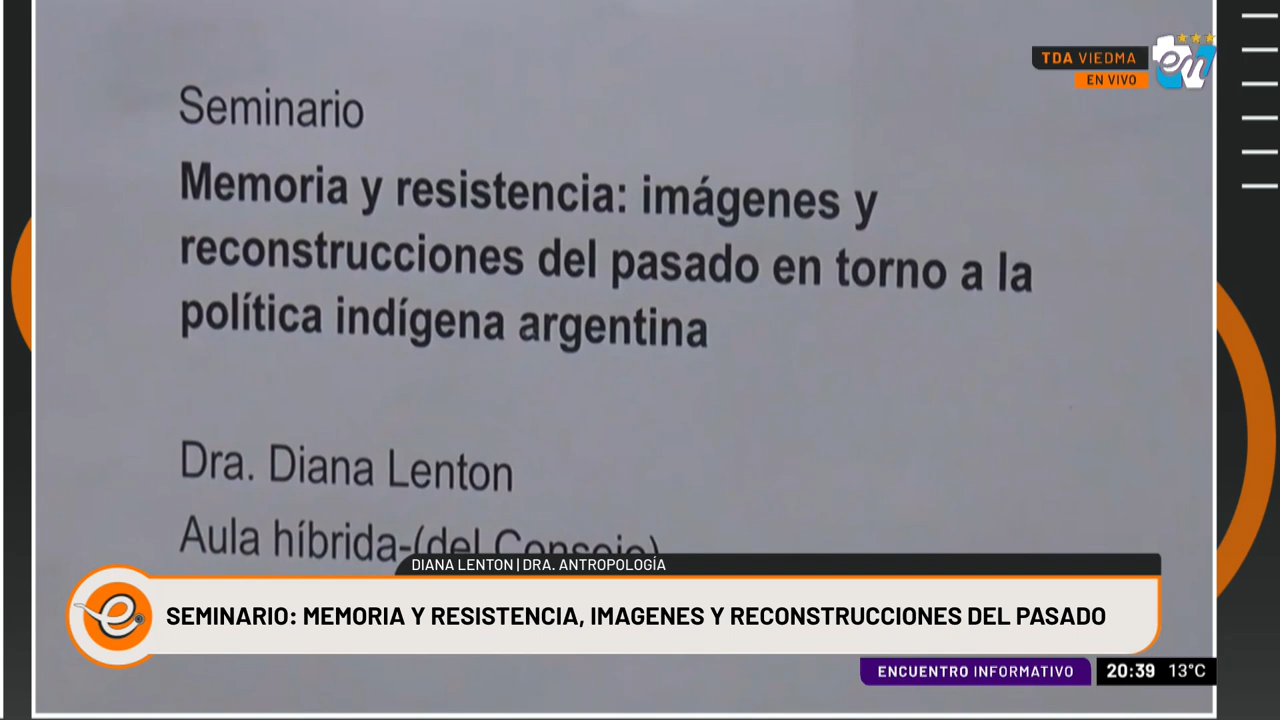 TDA VIEDMA
EN VIVO
eu
Seminario
Memoria y resistencia: imágenes y
reconstrucciones del pasado en torno a la
política indígena argentina
Dra. Diana Lenton
Aula híbrida-(del Consejo)
DIANA LENTON | DRA. ANTROPOLOGÍA
e
SEMINARIO: MEMORIA Y RESISTENCIA, IMAGENES Y RECONSTRUCCIONES DEL PASADO
ENCUENTRO INFORMATIVO
20:39 13°C